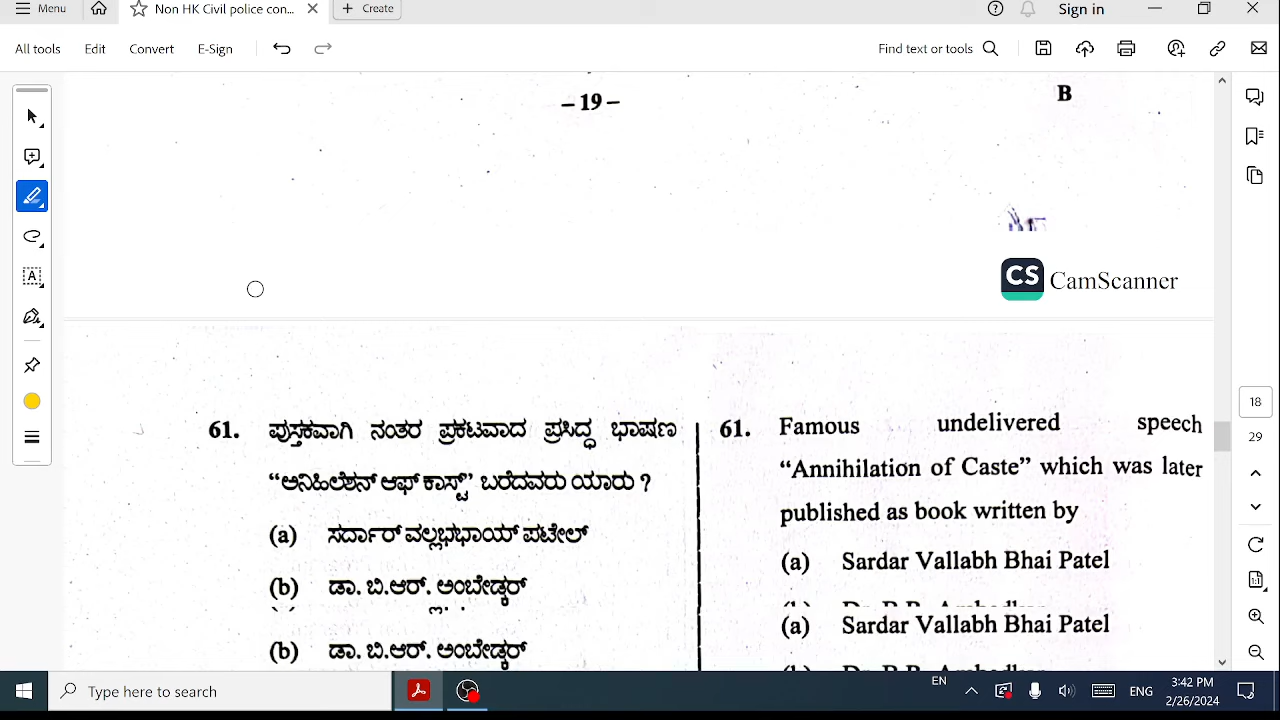 Menu
Non HK Civil police con...
Create
Sign in
All tools
Edit
Convert
E-Sign
Find text or tools
– 19 –
B
CS CamScanner
61. ಪುಸ್ತಕವಾಗಿ ನಂತರ ಪ್ರಕಟವಾದ ಪ್ರಸಿದ್ಧ ಭಾಷಣ
"ಅನಿಹಿಲೆಶನ್ ಆಫ್ ಕಾಸ್ಟ್" ಬರೆದವರು ಯಾರು ?
(a) ಸರ್ದಾರ್ ವಲ್ಲಭಭಾಯ್ ಪಟೇಲ್
(b) ಡಾ. ಬಿ.ಆರ್. ಅಂಬೇಡ್ಕರ್
(b) ಡಾ. ಬಿ.ಆರ್. ಅಂಬೇಡ್ಕರ್
61. Famous undelivered speech
"Annihilation of Caste" which was later
published as book written by
(a) Sardar Vallabh Bhai Patel
(a) Sardar Vallabh Bhai Patel
18
29
Type here to search
EN
ENG
3:42 PM
2/26/2024